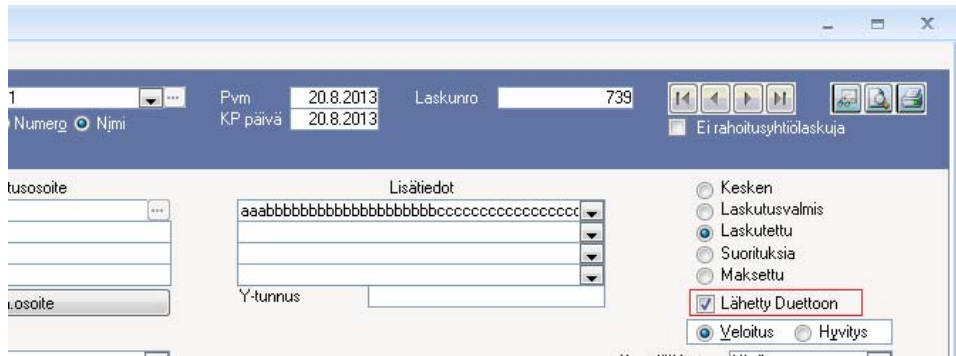 1 Pvm 20.8.2013 Laskunro 739
Numero Nimi KP päivä 20.8.2013 Ei rahoitusyhtiölaskuja
tusosoite Lisätiedot Kesken
Laskutusvalmis
Laskutettu
Suorituksia
Maksettu
.osoite Y-tunnus Lähetty Duettoon
Veloitus Hyvitys